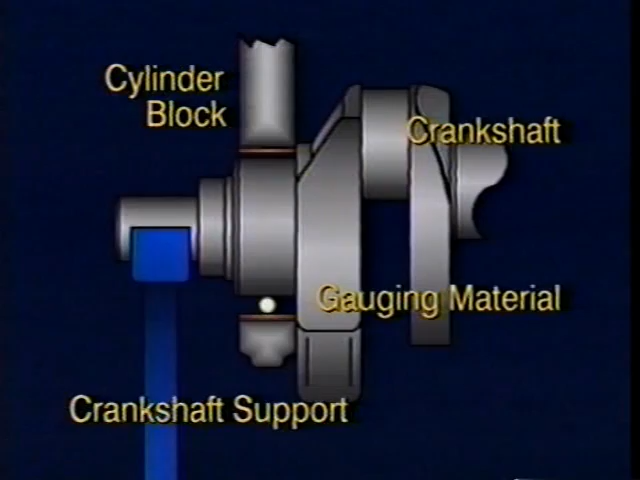 Cylinder
Block
Crankshaft
Gauging Material
Crankshaft Support